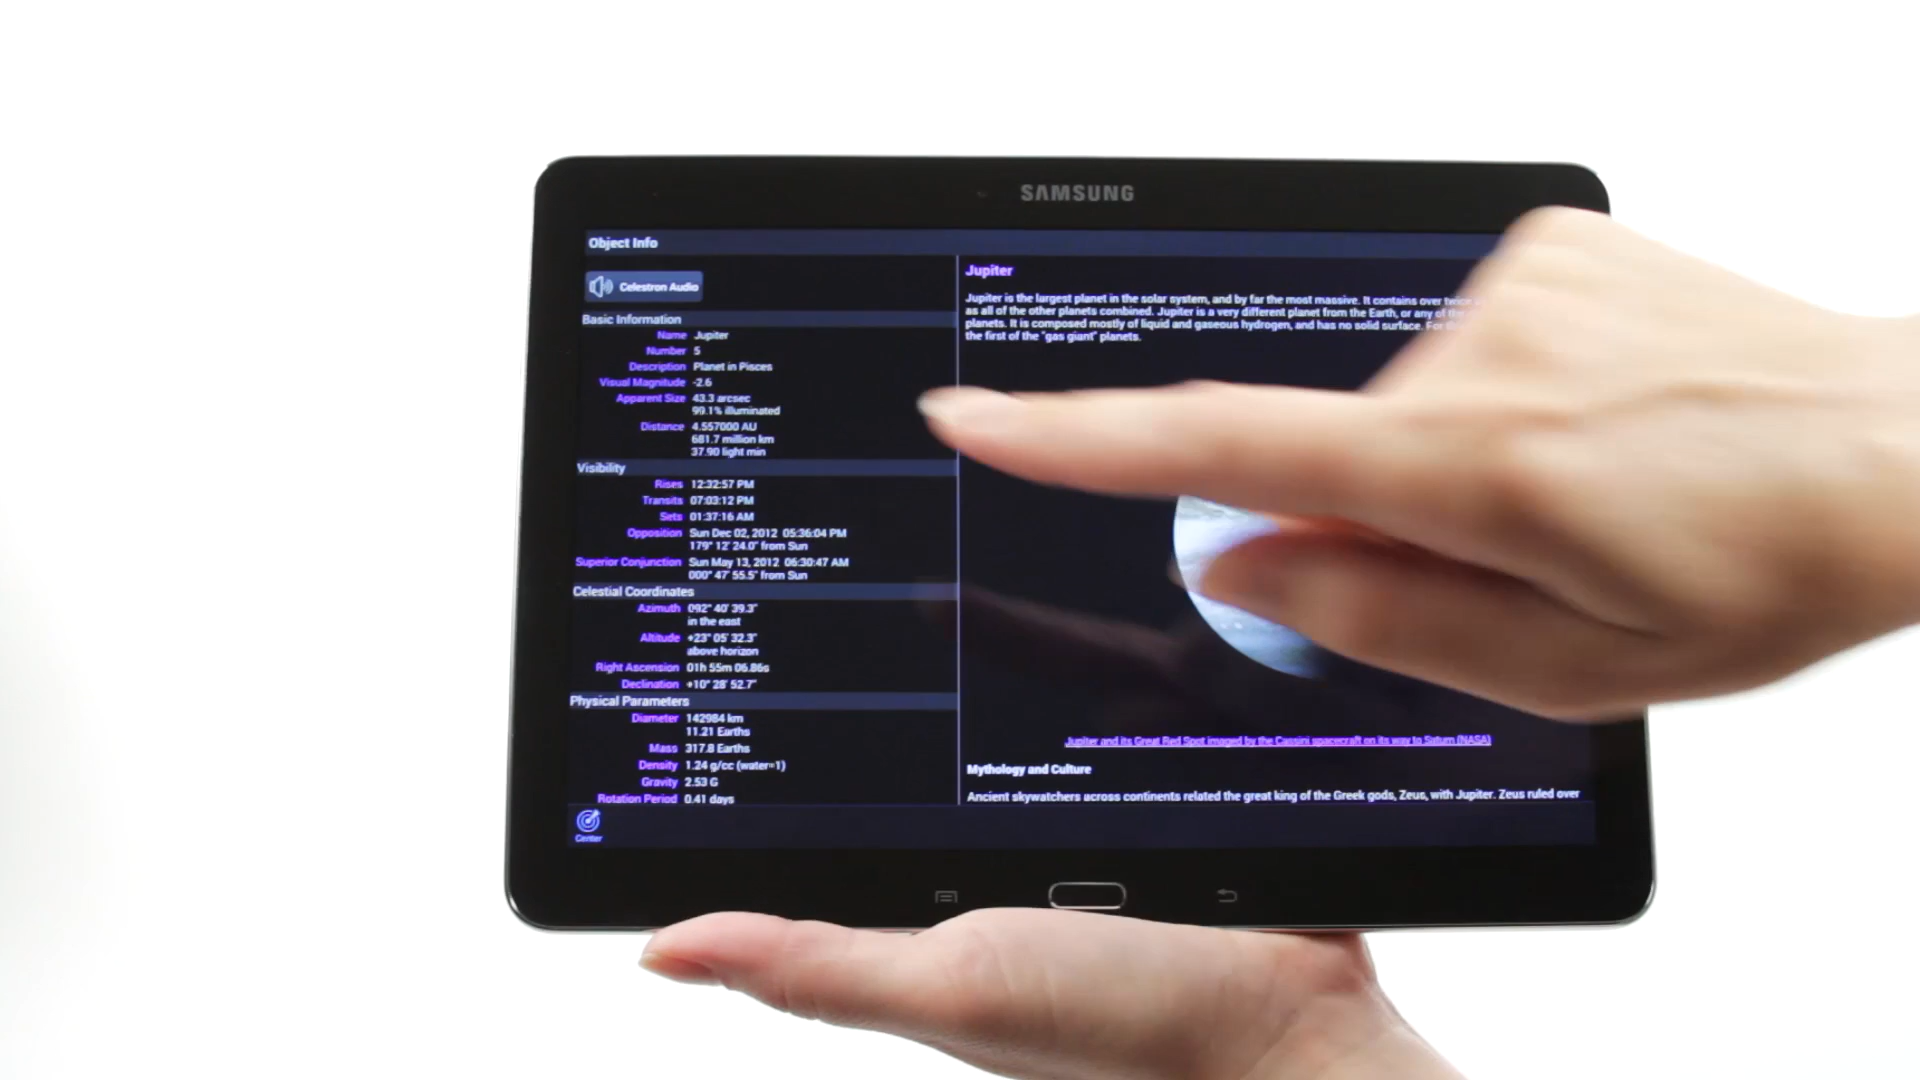 SAMSUNG
Object Info
Celestron Audio
Basic Information
Name Jupiter
Number 5
Description Planet in Pisces
Visual Magnitude -2.6
Apparent Size 43.3 arcsec
99.1% illuminated
Distance 4.557000 AU
681.7 million km
37.90 light min
Visibility
Rises 12:32:57 PM
Transits 07:03:12 PM
Sets 01:37:16 AM
Opposition Sun Dec 02, 2012 05:36:04 PM
179° 12' 24.0" from Sun
Superior Conjunction Sun May 13, 2012 06:30:47 AM
000° 47' 55.5" from Sun
Celestial Coordinates
Azimuth 092° 40' 39.3"
in the east
Altitude +23° 05' 32.3"
above horizon
Right Ascension 01h 55m 06.86s
Declination +10° 28' 52.7"
Physical Parameters
Diameter 142984 km
11.21 Earths
Mass 317.8 Earths
Density 1.24 g/cc (water=1)
Gravity 2.53 G
Rotation Period 0.41 days
Center
Jupiter
Jupiter is the largest planet in the solar system, and by far the most massive. It contains over twice
as all of the other planets combined. Jupiter is a very different planet from the Earth, or any of the
planets. It is composed mostly of liquid and gaseous hydrogen, and has no solid surface. For
the first of the "gas giant" planets.
Jupiter and its Great Red Spot imaged by the Cassini spacecraft on its way to Saturn (NASA)
Mythology and Culture
Ancient skywatchers across continents related the great king of the Greek gods, Zeus, with Jupiter. Zeus ruled over